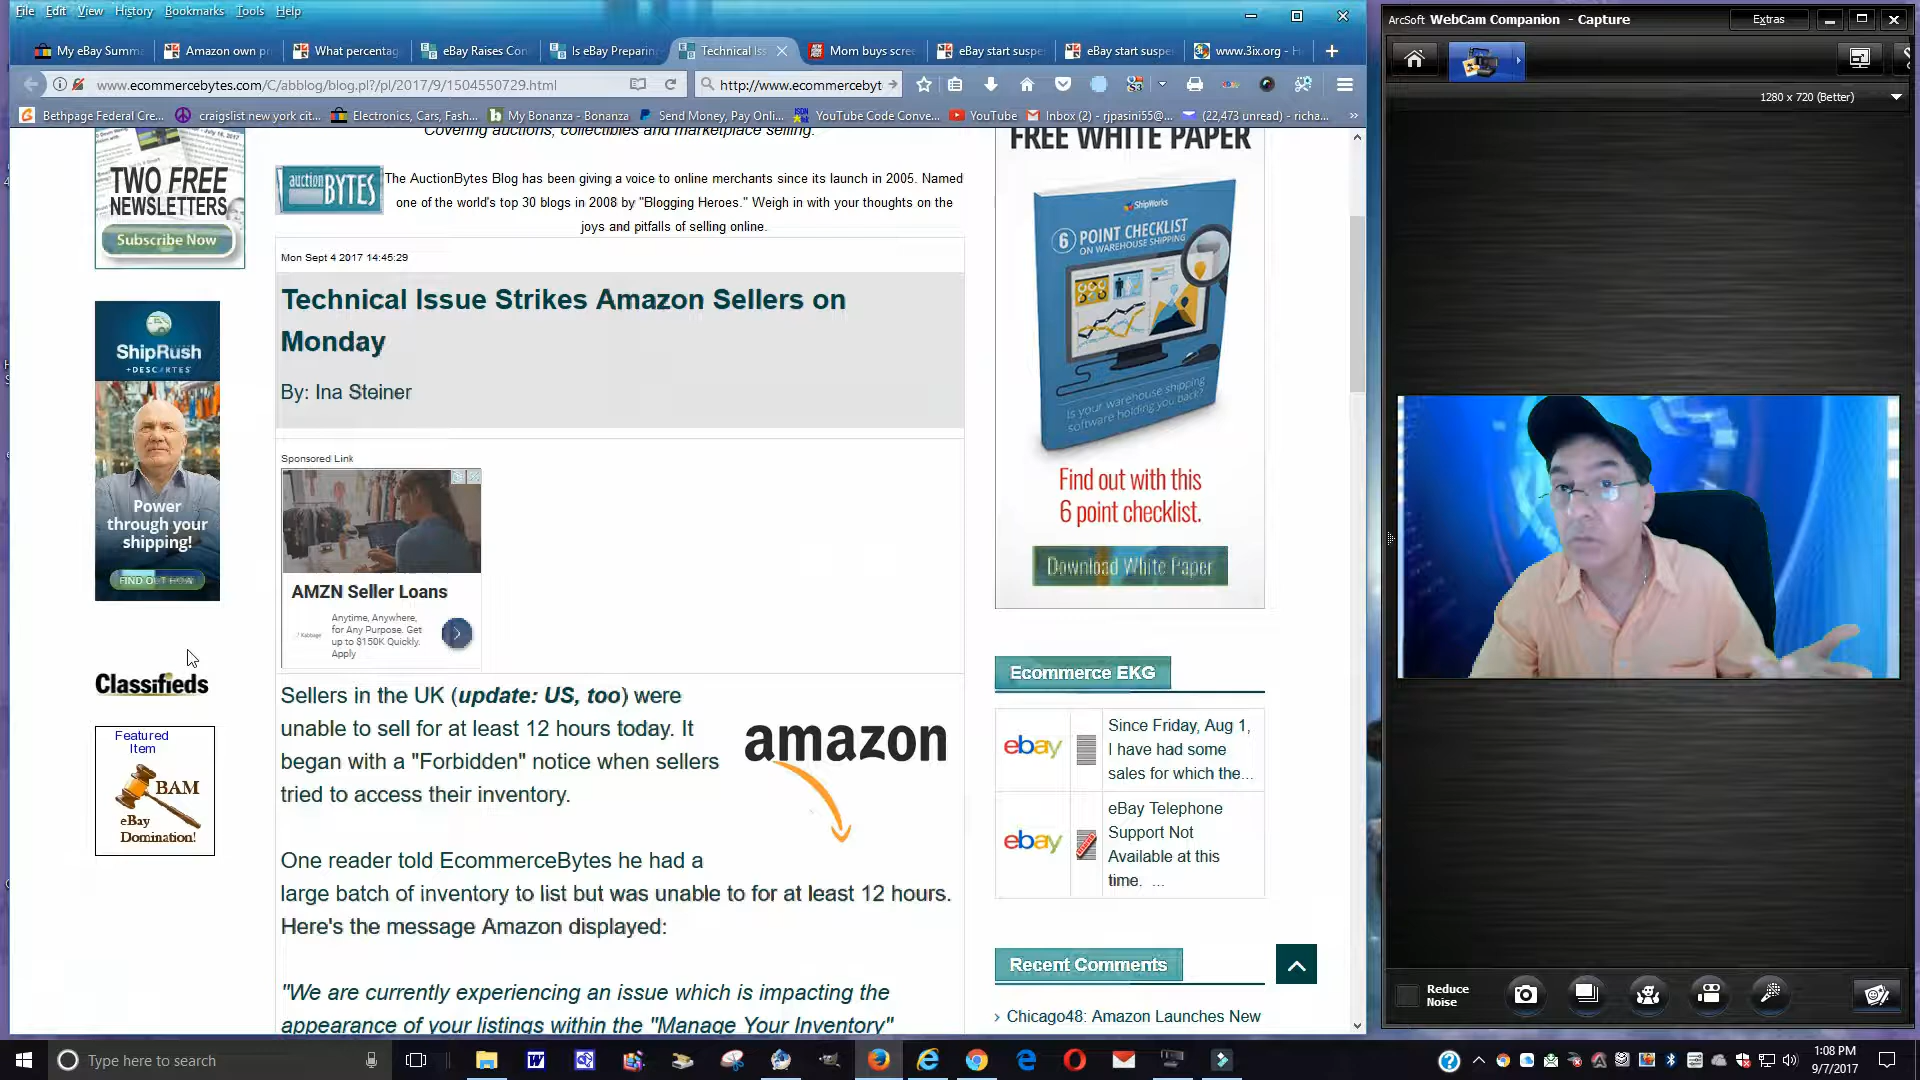 File Edit View History Bookmarks Tools Help
ArcSoft WebCam Companion - Capture
Extras
My eBay Summa
Amazon own p
What percentag
eBay Raises Con
Is eBay Preparin
Technical Iss
Mom buys scre
eBay start suspe
eBay start suspe
www.3ix.org - H
www.ecommercebytes.com/C/abblog/blog.pl?/pl/2017/9/1504550729.html
http://www.ecommercebyt
1280 x 720 (Better)
Bethpage Federal Cre...
craigslist new york cit...
Electronics, Cars, Fash...
My Bonanza - Bonanza
Send Money, Pay Onli...
YouTube Code Conve...
YouTube
Inbox (2) - rjpasini55@...
(22,473 unread) - richa...
Covering auctions, collectibles and marketplace selling.
TWO FREE
NEWSLETTERS
Subscribe Now
auction
BYTES
The AuctionBytes Blog has been giving a voice to online merchants since its launch in 2005. Named
one of the world's top 30 blogs in 2008 by "Blogging Heroes." Weigh in with your thoughts on the
joys and pitfalls of selling online.
Mon Sept 4 2017 14:45:29
Technical Issue Strikes Amazon Sellers on
Monday
By: Ina Steiner
Sponsored Link
AMZN Seller Loans
Anytime, Anywhere,
for Any Purpose. Get
up to $150K Quickly.
Apply
Kabbage
ShipRush
DESCARTES
Power
through your
shipping!
FIND OUT HOW
Classifieds
Featured
Item
BAM
eBay
Domination!
Sellers in the UK (update: US, too) were
unable to sell for at least 12 hours today. It
began with a "Forbidden" notice when sellers
tried to access their inventory.
amazon
One reader told EcommerceBytes he had a
large batch of inventory to list but was unable to for at least 12 hours.
Here's the message Amazon displayed:
"We are currently experiencing an issue which is impacting the
appearance of your listings within the "Manage Your Inventory"
FREE WHITE PAPER
ShipWorks
6 POINT CHECKLIST
ON WAREHOUSE SHIPPING
Is your warehouse shipping
software holding you back?
Find out with this
6 point checklist.
Download White Paper
Ecommerce EKG
ebay
Since Friday, Aug 1,
I have had some
sales for which the...
ebay
eBay Telephone
Support Not
Available at this
time. ...
Recent Comments
Chicago48: Amazon Launches New
Reduce
Noise
Type here to search
1:08 PM
9/7/2017